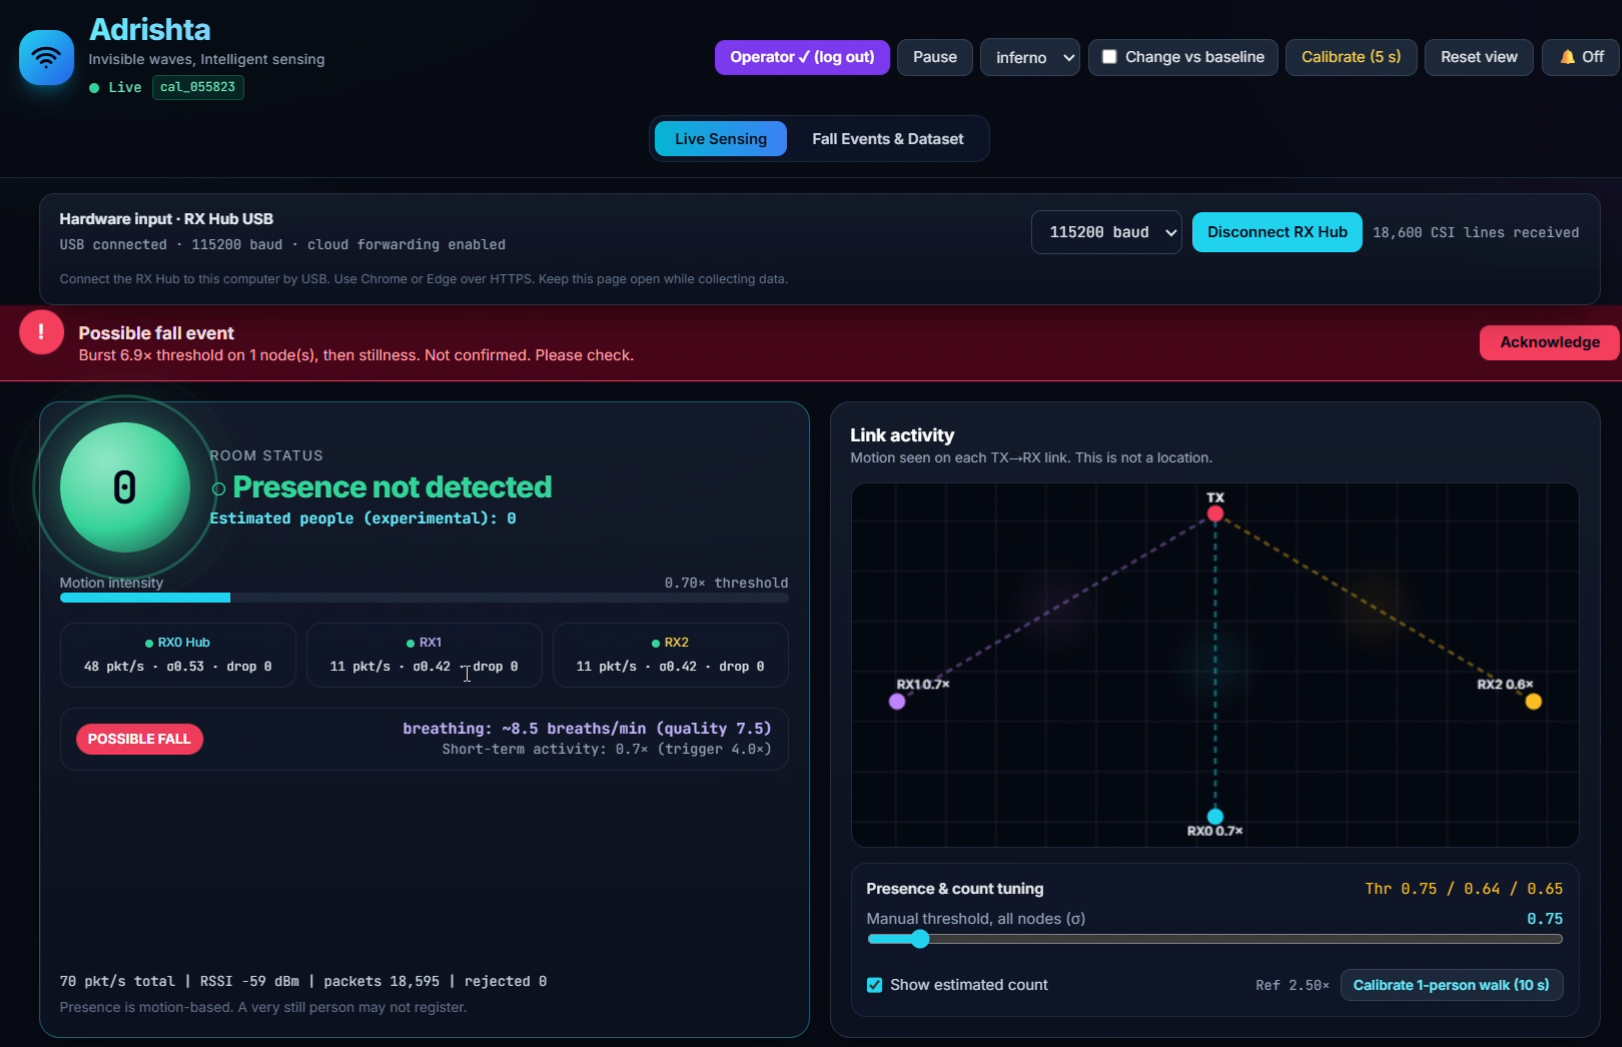 Adrishta
Invisible waves, Intelligent sensing
Live cal_055823
Operator ✓ (log out) Pause inferno Change vs baseline Calibrate (5 s) Reset view 🔔 Off
Live Sensing Fall Events & Dataset
Hardware input · RX Hub USB
USB connected · 115200 baud · cloud forwarding enabled
115200 baud Disconnect RX Hub 18,600 CSI lines received
Connect the RX Hub to this computer by USB. Use Chrome or Edge over HTTPS. Keep this page open while collecting data.
!
Possible fall event
Burst 6.9× threshold on 1 node(s), then stillness. Not confirmed. Please check.
Acknowledge
0
ROOM STATUS
○ Presence not detected
Estimated people (experimental): 0
Motion intensity 0.70× threshold
RX0 Hub
48 pkt/s · σ0.53 · drop 0
RX1
11 pkt/s · σ0.42 · drop 0
RX2
11 pkt/s · σ0.42 · drop 0
POSSIBLE FALL
breathing: ~8.5 breaths/min (quality 7.5)
Short-term activity: 0.7× (trigger 4.0×)
70 pkt/s total | RSSI -59 dBm | packets 18,595 | rejected 0
Presence is motion-based. A very still person may not register.
Link activity
Motion seen on each TX→RX link. This is not a location.
TX
RX1 0.7×
RX2 0.6×
RX0 0.7×
Presence & count tuning Thr 0.75 / 0.64 / 0.65
Manual threshold, all nodes (σ) 0.75
Show estimated count Ref 2.50× Calibrate 1-person walk (10 s)